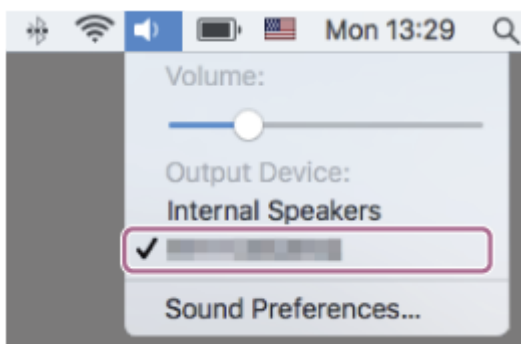 Mon 13:29
Volume:
Output Device:
Internal Speakers
Sound Preferences...